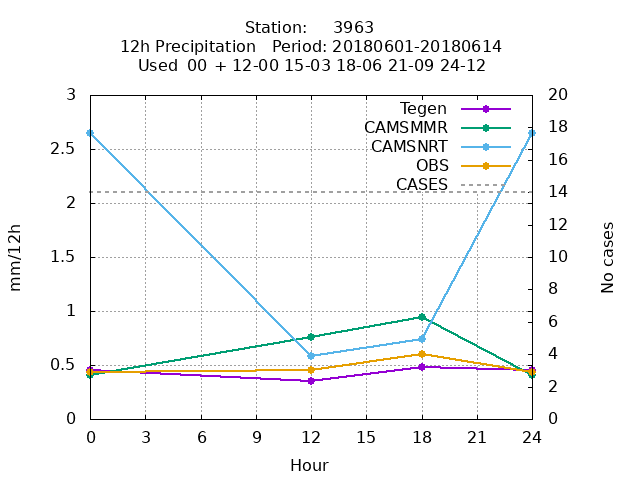 Station: 3963
12h Precipitation Period: 20180601-20180614
Used 00 + 12-00 15-03 18-06 21-09 24-12
3
2.5
2
1.5
1
0.5
0
mm/12h
20
18
16
14
12
10
8
6
4
2
0
No cases
Tegen
CAMSMMR
CAMSNRT
OBS
CASES
0 3 6 9 12 15 18 21 24
Hour